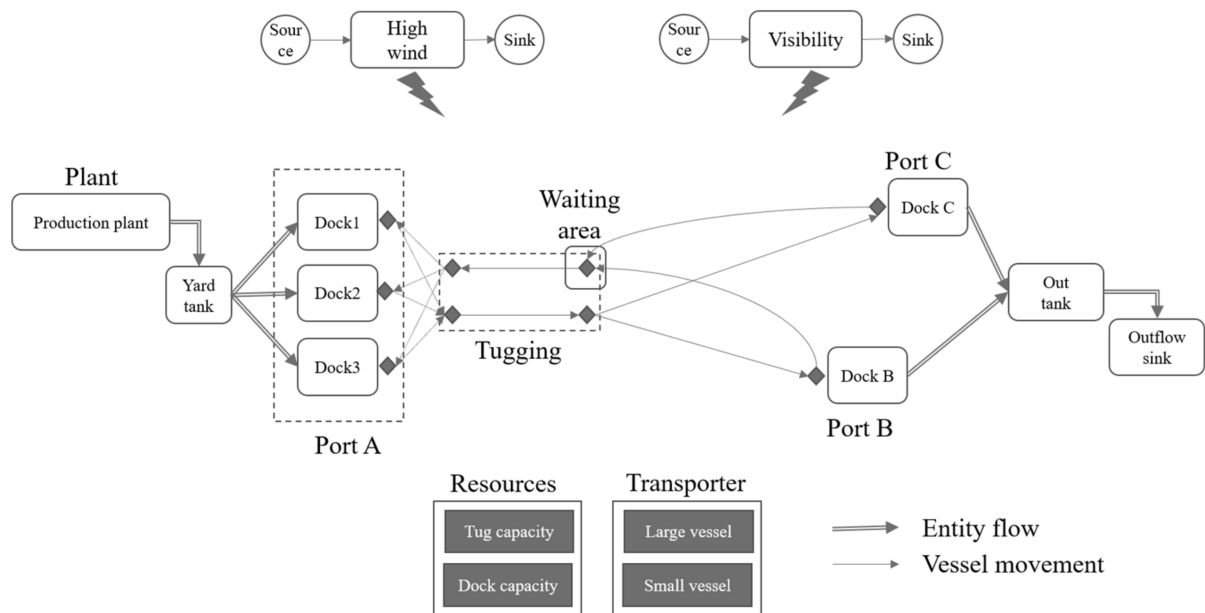 Sour
ce
High
wind
Sink
Sour
ce
Visibility
Sink
Plant
Production plant
Yard
tank
Dock1
Dock2
Dock3
Port A
Waiting
area
Tugging
Port C
Dock C
Dock B
Port B
Out
tank
Outflow
sink
Resources
Tug capacity
Dock capacity
Transporter
Large vessel
Small vessel
Entity flow
Vessel movement